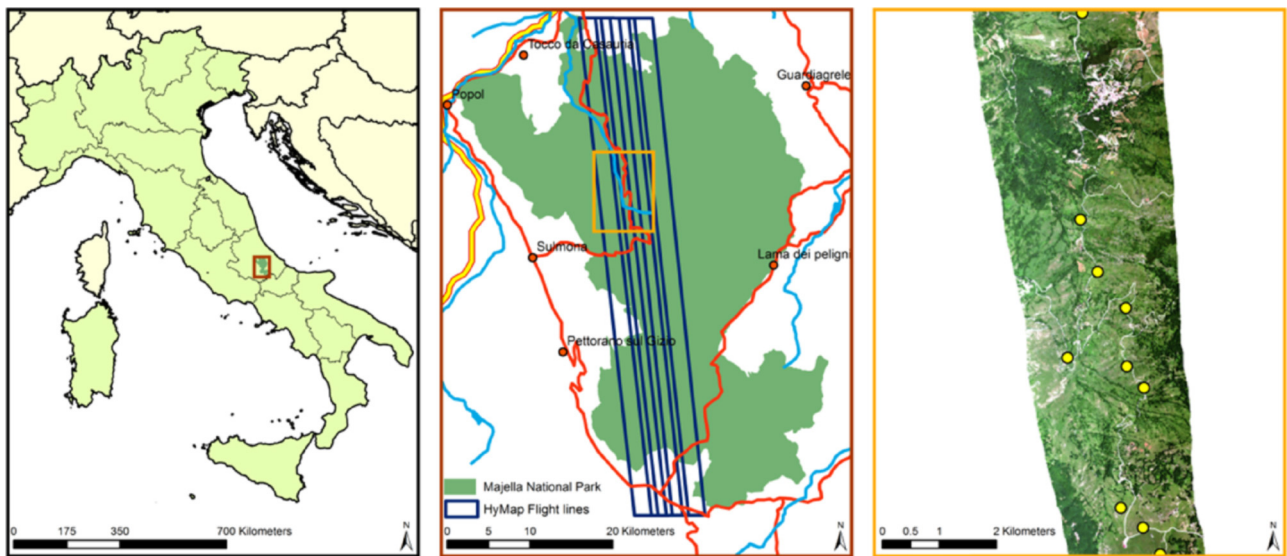 Tocco da Casauria
Guardiagrele
Popol
Sulmona
Lama dei peligni
Pettorano sul Gizio
Majella National Park
HyMap Flight lines
0 175 350 700 Kilometers
N
0 5 10 20 Kilometers
N
0 0.5 1 2 Kilometers
N